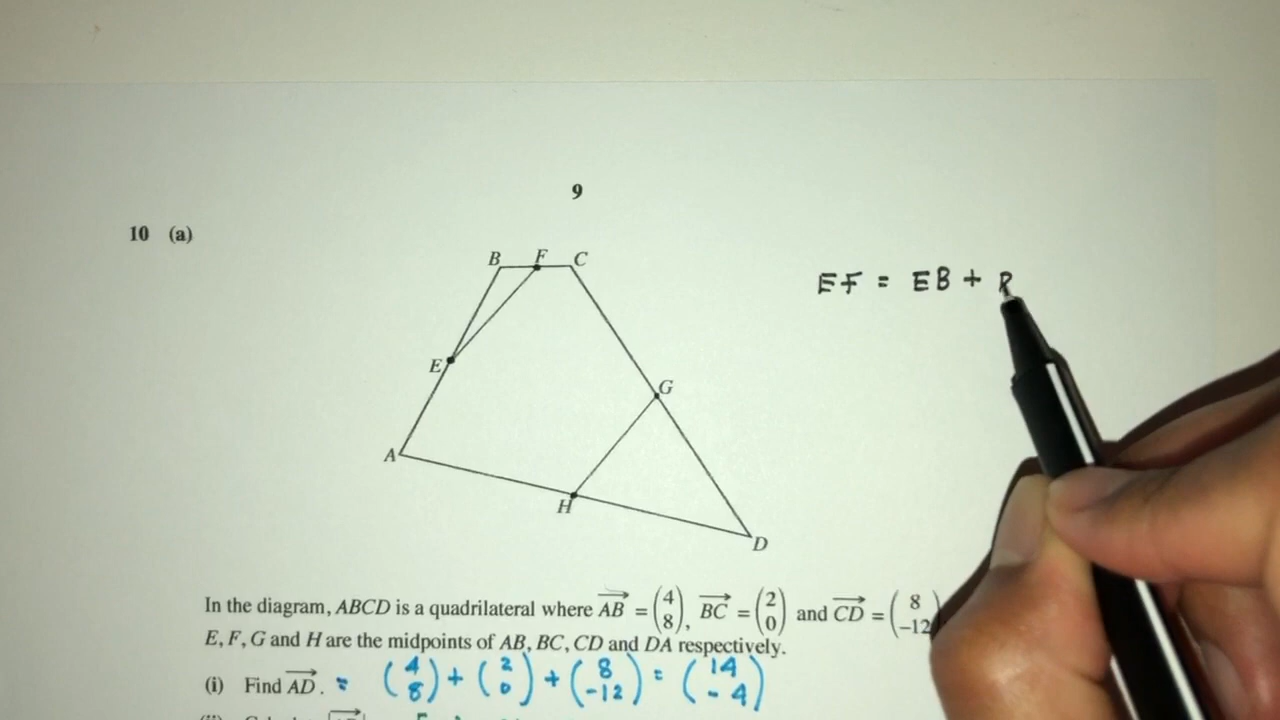 9
10 (a)
B F C
EF = EB + B
E
G
A
H
D
In the diagram, ABCD is a quadrilateral where AB = (4 8), BC = (2 0) and CD = (8 -12)
E, F, G and H are the midpoints of AB, BC, CD and DA respectively.
(i) Find AD. = (4 8) + (2 0) + (8 -12) = (14 -4)